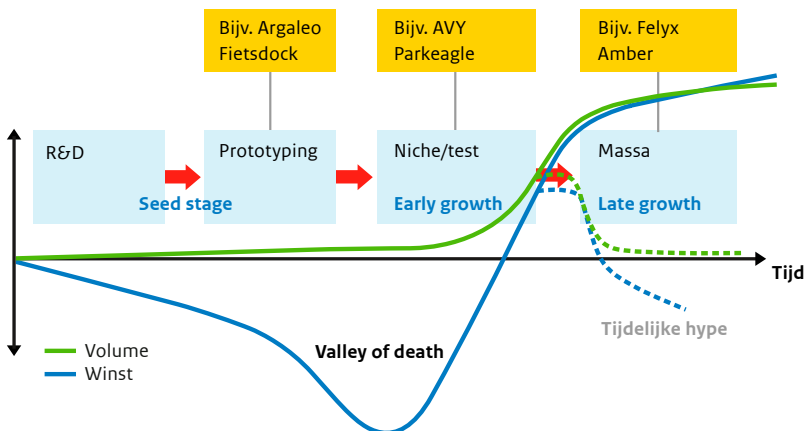 Bijv. Argaleo
Fietsdock
Bijv. AVY
Parkeagle
Bijv. Felyx
Amber
R&D
Prototyping
Niche/test
Massa
Seed stage
Early growth
Late growth
Tijd
Tijdelijke hype
Valley of death
Volume
Winst